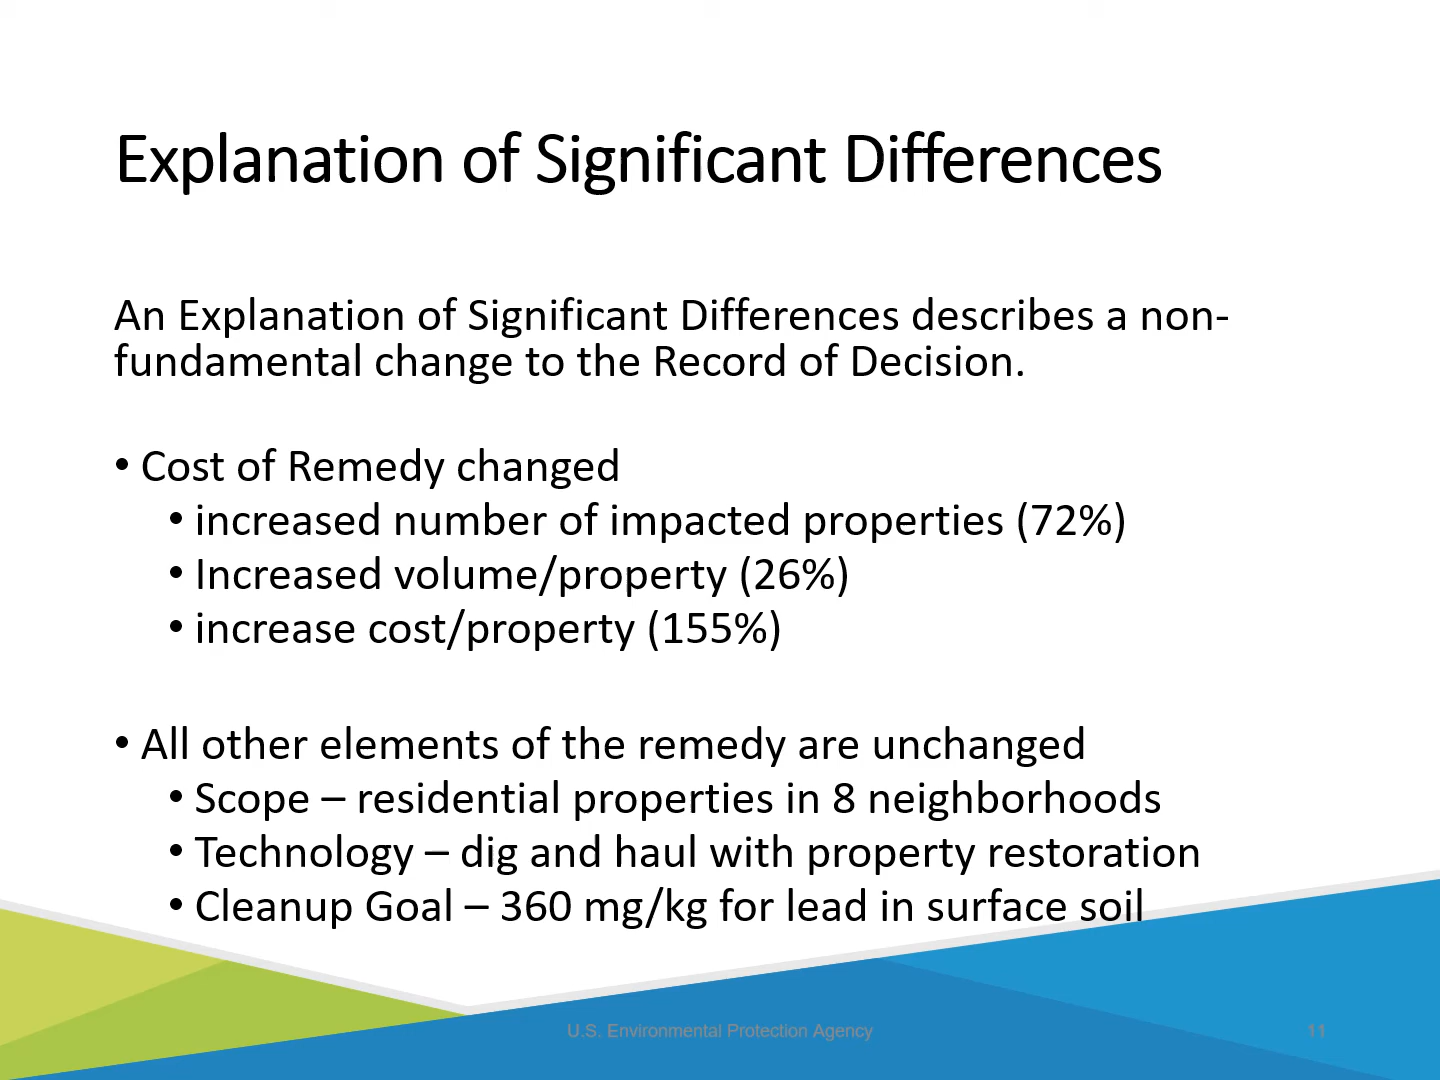 Explanation of Significant Differences
An Explanation of Significant Differences describes a non-
fundamental change to the Record of Decision.
• Cost of Remedy changed
• increased number of impacted properties (72%)
• Increased volume/property (26%)
• increase cost/property (155%)
• All other elements of the remedy are unchanged
• Scope – residential properties in 8 neighborhoods
• Technology – dig and haul with property restoration
• Cleanup Goal – 360 mg/kg for lead in surface soil
U.S. Environmental Protection Agency
11